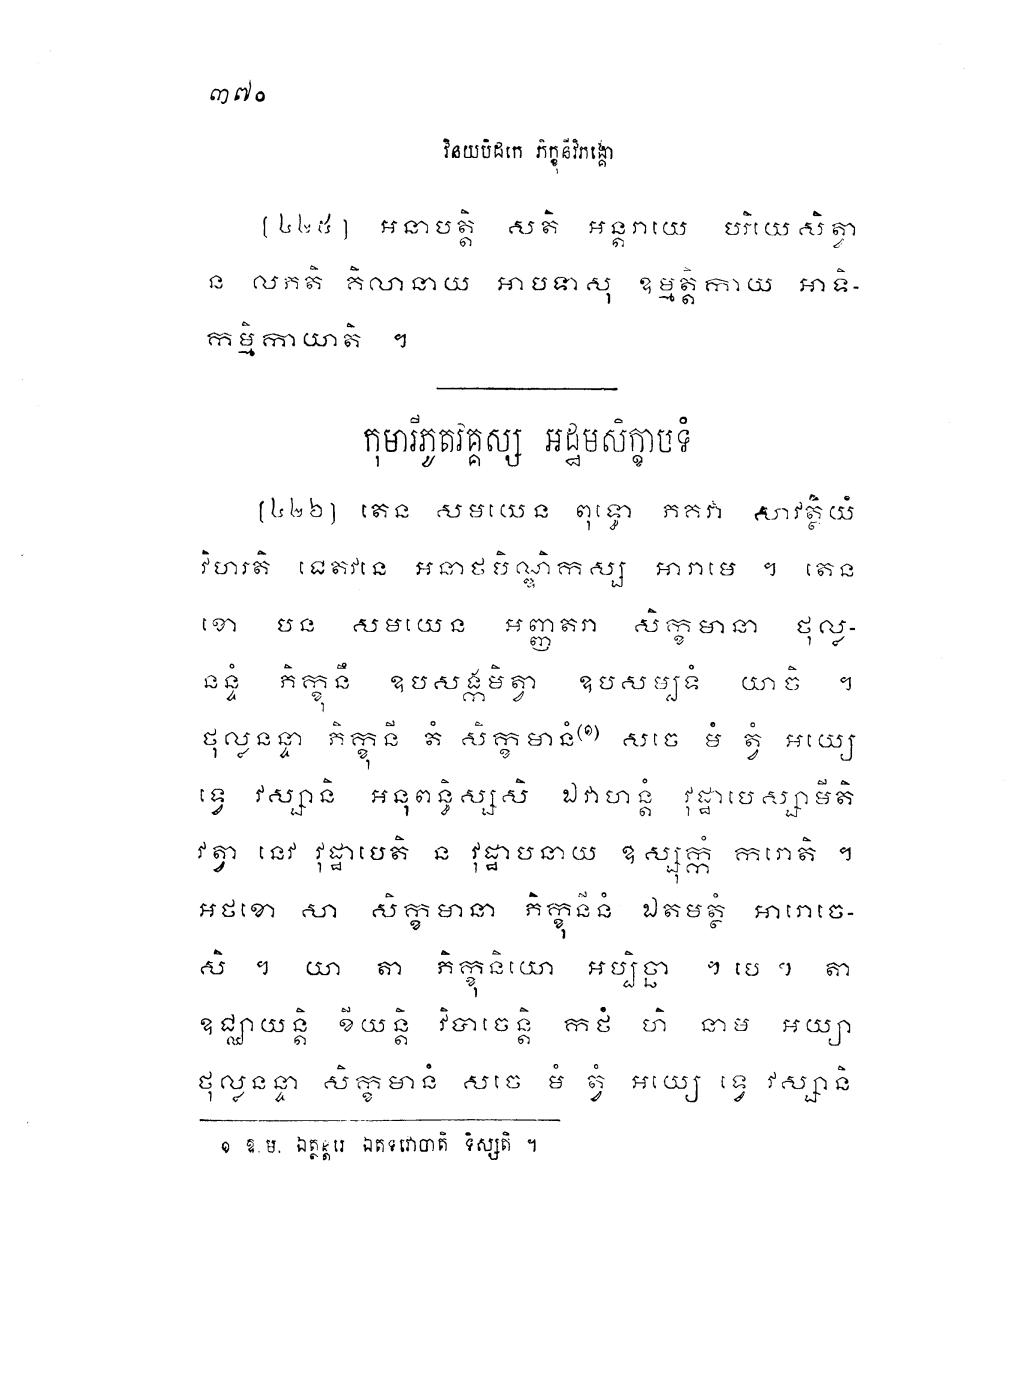 ៣៧០
វិនយបិដកេ ភិក្ខុនីវិភង្គោ
[៤២៥] អនាបត្តិ សតិ អន្តរាយេ បរិយេសិត្វា
ន លភតិ គិលានាយ អាបទាសុ ឧម្មត្តិកាយ អាទិ-
កម្មិកាយាតិ ។
កុមារីភូតវគ្គស្ស អដ្ឋមសិក្ខាបទំ
[៤២៦] តេន សមយេន ពុទ្ធោ ភគវា សាវត្ថិយំ
វិហរតិ ជេតវនេ អនាថបិណ្ឌិកស្ស អារាមេ ។ តេន
ខោ បន សមយេន អញ្ញតរា សិក្ខមានា ថុល្ល-
នន្ទំ ភិក្ខុនឹ ឧបសង្កមិត្វា ឧបសម្បទំ យាចិ ។
ថុល្លនន្ទា ភិក្ខុនី តំ សិក្ខមានំ(១) សចេ មំ ត្វំ អយ្យេ
ទ្វេ វស្សានិ អនុពន្ធិស្សសិ ឯវាហន្តំ វុដ្ឋាបេស្សាមីតិ
វត្វា នេវ វុដ្ឋាបេតិ ន វុដ្ឋាបនាយ ឧស្សុក្កំ ករោតិ ។
អថខោ សា សិក្ខមានា ភិក្ខុនីនំ ឯតមត្ថំ អារោចេ-
សិ ។ យា តា ភិក្ខុនិយោ អប្បិច្ឆា ។ បេ ។ តា
ឧជ្ឈាយន្តិ ខីយន្តិ វិបាចេន្តិ កថំ ហិ នាម អយ្យា
ថុល្លនន្ទា សិក្ខមានំ សចេ មំ ត្វំ អយ្យេ ទ្វេ វស្សានិ
១ ឱ. ម. ឯត្ថន្តរេ ឯតទវោចាតិ ទិស្សតិ ។